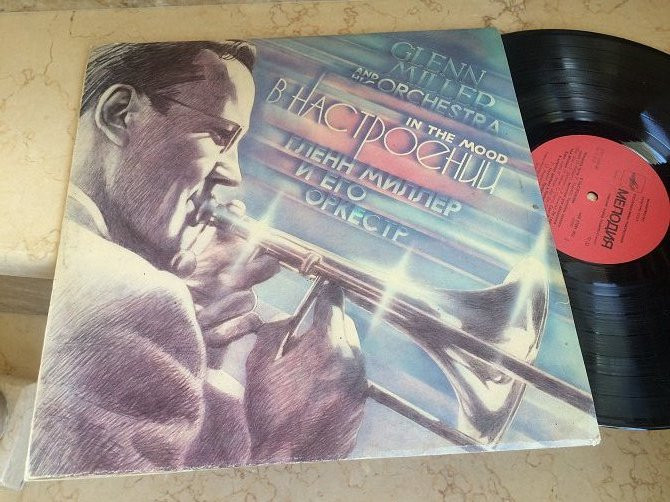 GLENN
MILLER
AND HIS ORCHESTRA
IN THE MOOD
В НАСТРОЕНИИ
ГЛЕНН МИЛЛЕР
И ЕГО
ОРКЕСТР
МЕЛОДИЯ